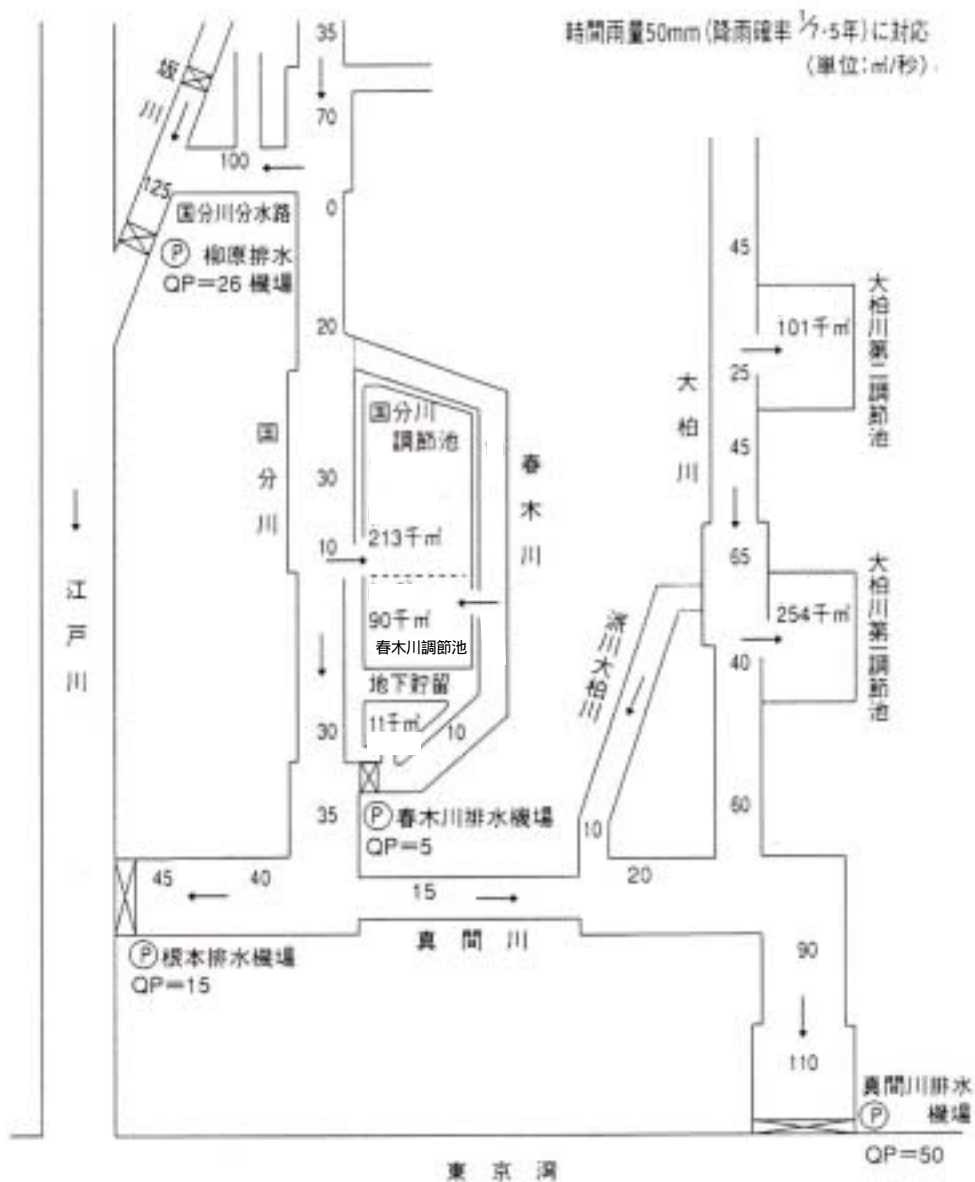 時間雨量50mm(降雨確率 1/7.5年)に対応
(単位:㎥/秒)
坂川
35
70
100
125
国分川分水路
0
Ⓟ 柳原排水
QP=26 機場
20
45
101千㎥
大柏川第二調節池
25
45
大柏川
国分川
国分川
調節池
春木川
30
10
213千㎥
90千㎥
春木川調節池
地下貯留
11千㎥
10
30
65
254千㎥
大柏川第一調節池
40
派川大柏川
江戸川
60
35
Ⓟ春木川排水機場
QP=5
10
45
40
15
20
真間川
Ⓟ根本排水機場
QP=15
90
110
真間川排水
Ⓟ 機場
QP=50
東京湾